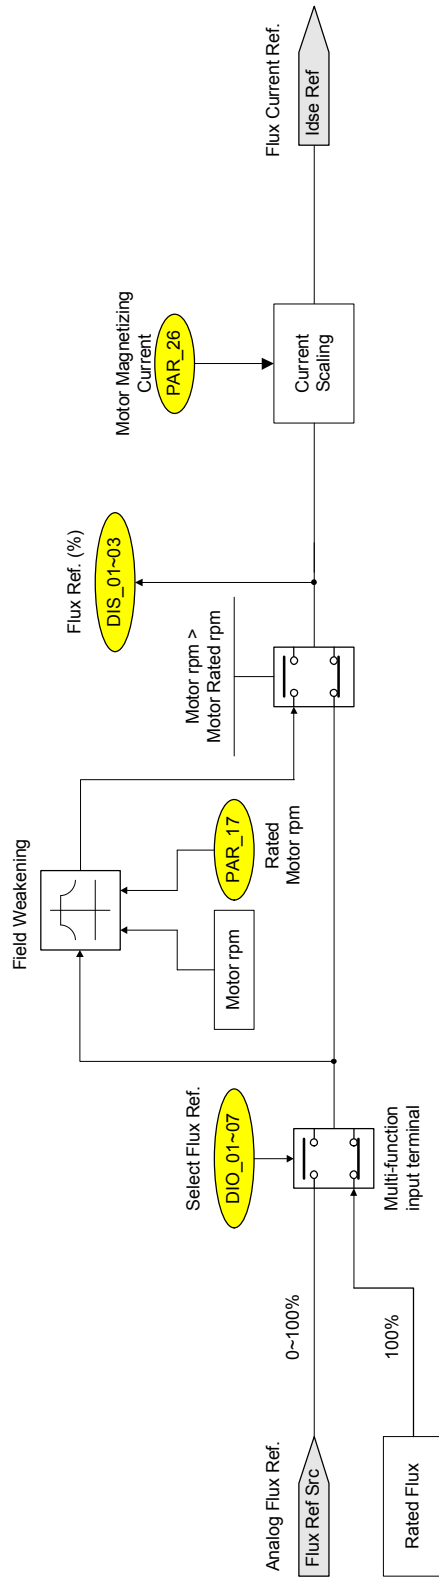 Analog Flux Ref.
Flux Ref Src
0~100%
Rated Flux
100%
Select Flux Ref.
DIO_01~07
Multi-function
input terminal
Field Weakening
Motor rpm
PAR_17
Rated
Motor rpm
Motor rpm >
Motor Rated rpm
Flux Ref. (%)
DIS_01~03
Motor Magnetizing
Current
PAR_26
Current
Scaling
Flux Current Ref.
Idse Ref